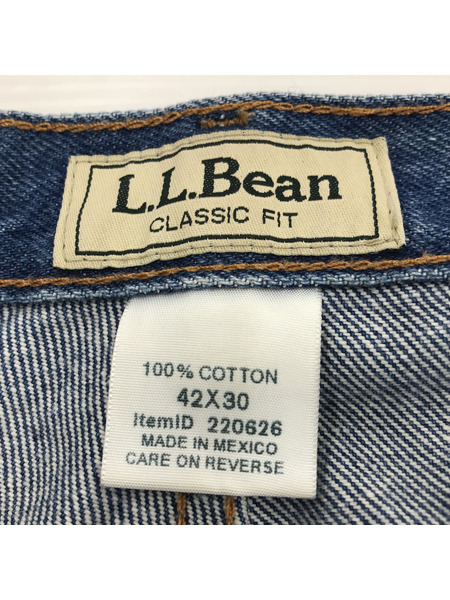 L.L.Bean
CLASSIC FIT
100% COTTON
42X30
ItemID 220626
MADE IN MEXICO
CARE ON REVERSE